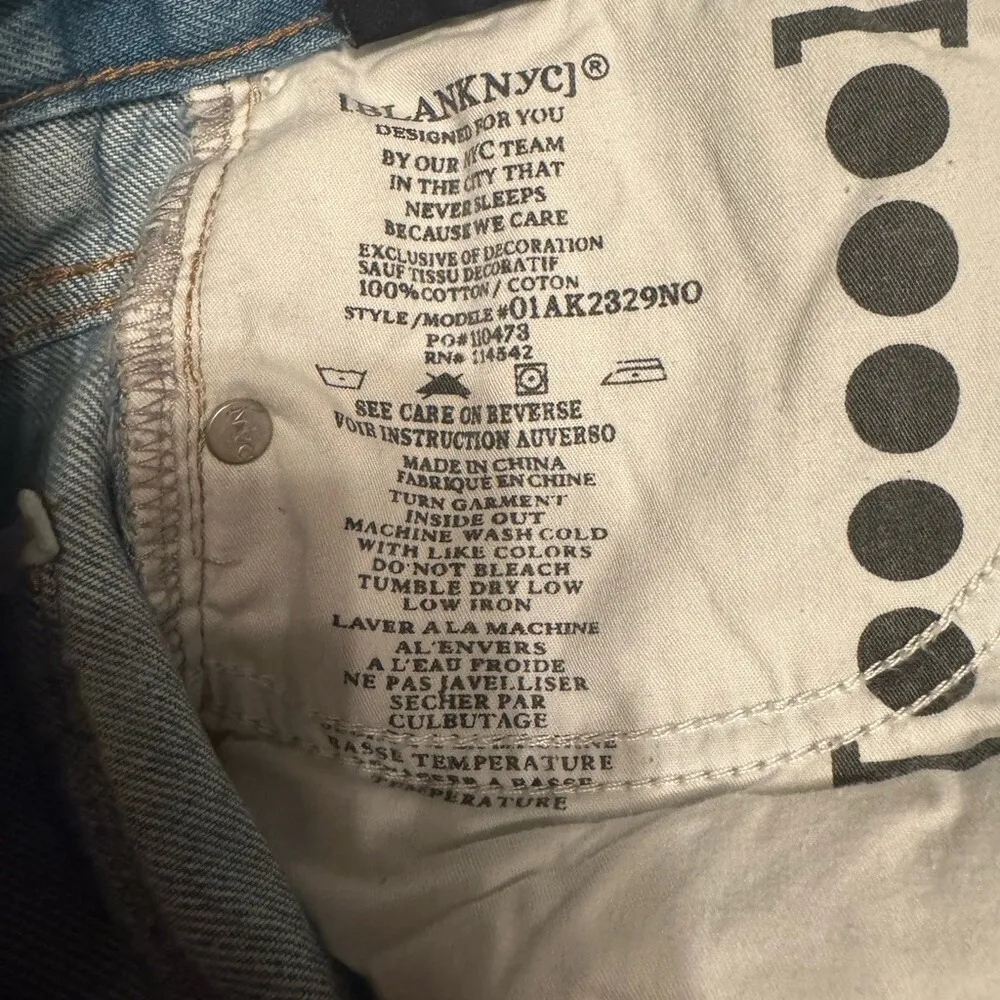 [BLANKNYC]®
DESIGNED FOR YOU
BY OUR NYC TEAM
IN THE CITY THAT
NEVER SLEEPS
BECAUSE WE CARE
EXCLUSIVE OF DECORATION
SAUF TISSU DECORATIF
100% COTTON / COTON
STYLE/MODELE #01AK2329NO
PO#110473
RN# 114542
SEE CARE ON REVERSE
VOIR INSTRUCTION AUVERSO
MADE IN CHINA
FABRIQUE EN CHINE
TURN GARMENT
INSIDE OUT
MACHINE WASH COLD
WITH LIKE COLORS
DO NOT BLEACH
TUMBLE DRY LOW
LOW IRON
LAVER A LA MACHINE
AL'ENVERS
A L'EAU FROIDE
NE PAS JAVELLISER
SECHER PAR
CULBUTAGE
BASSE TEMPERATURE
A BASSE
TEMPERATURE
NYC